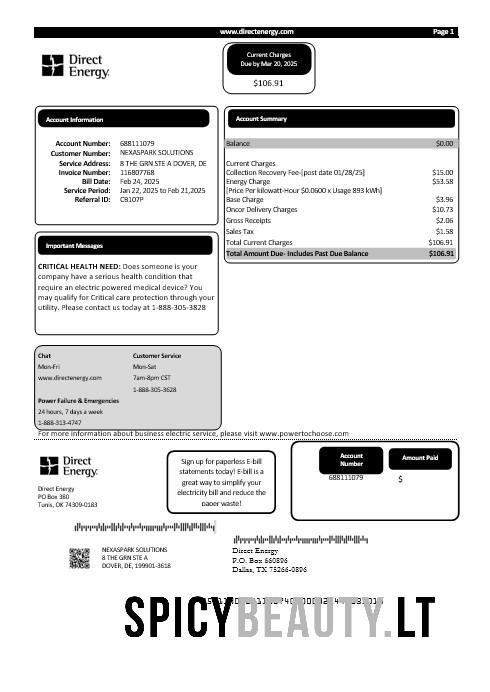 www.directenergy.com Page 1
Direct
Energy.
Current Charges
Due by Mar 20, 2025
$106.91
Account Information
Account Number: 688111079
Customer Number: NEXASPARK SOLUTIONS
Service Address: 8 THE GRN STE A DOVER, DE
Invoice Number: 116807768
Bill Date: Feb 24, 2025
Service Period: Jan 22, 2025 to Feb 21,2025
Referral ID: CB107P
Account Summary
Balance $0.00
Current Charges
Collection Recovery Fee-[post date 01/28/25] $15.00
Energy Charge $53.58
[Price Per kilowatt-Hour $0.0600 x Usage 893 kWh]
Base Charge $3.96
Oncor Delivery Charges $10.73
Gross Receipts $2.06
Sales Tax $1.58
Total Current Charges $106.91
Total Amount Due- Includes Past Due Balance $106.91
Important Messages
CRITICAL HEALTH NEED: Does someone is your
company have a serious health condition that
require an electric powered medical device? You
may qualify for Critical care protection through your
utility. Please contact us today at 1-888-305-3828
Chat Customer Service
Mon-Fri Mon-Sat
www.directenergy.com 7am-8pm CST
1-888-305-3628
Power Failure & Emergencies
24 hours, 7 days a week
1-888-313-4747
For more information about business electric service, please visit www.powertochoose.com
Direct
Energy.
Direct Energy
PO Box 380
Tunis, OK 74309-0183
Sign up for paperless E-bill
statements today! E-bill is a
great way to simplify your
electricity bill and reduce the
paper waste!
Account
Number
Amount Paid
688111079 $
NEXASPARK SOLUTIONS
8 THE GRN STE A
DOVER, DE, 199901-3618
Direct Energy
P.O. Box 660896
Dallas, TX 75266-0896
SPICYBEAUTY.LT